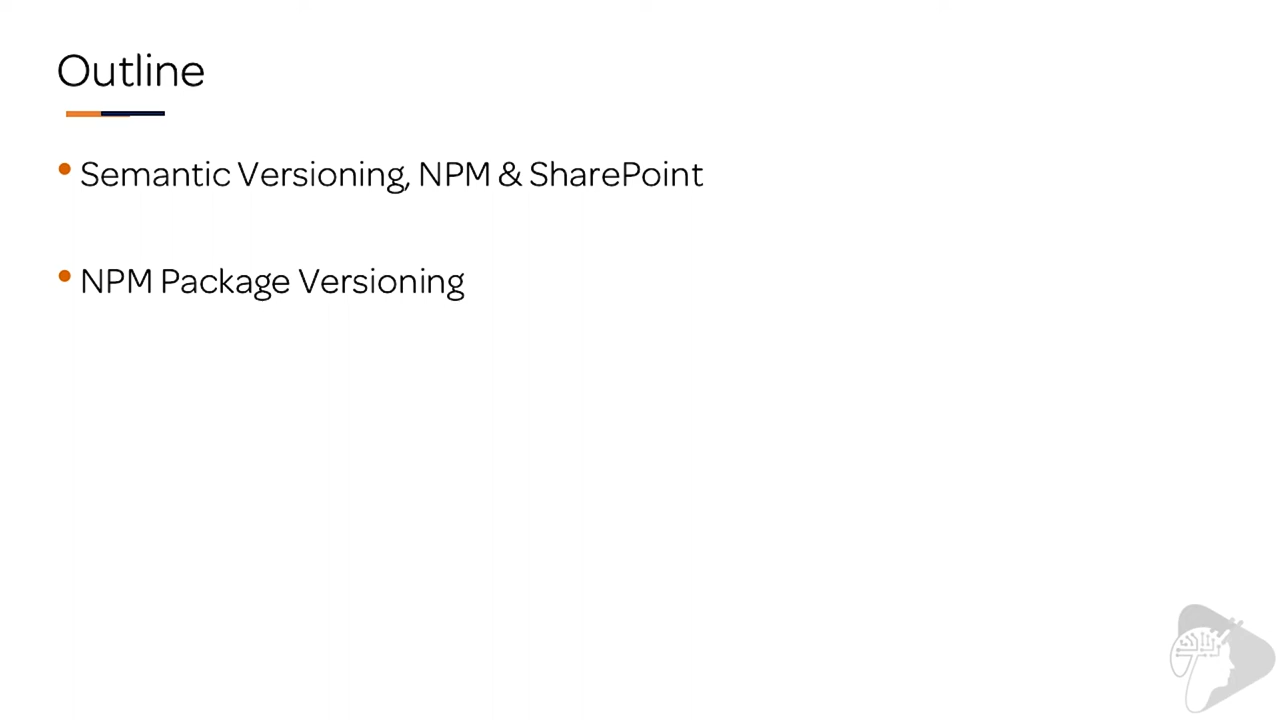 Outline
• Semantic Versioning, NPM & SharePoint
• NPM Package Versioning